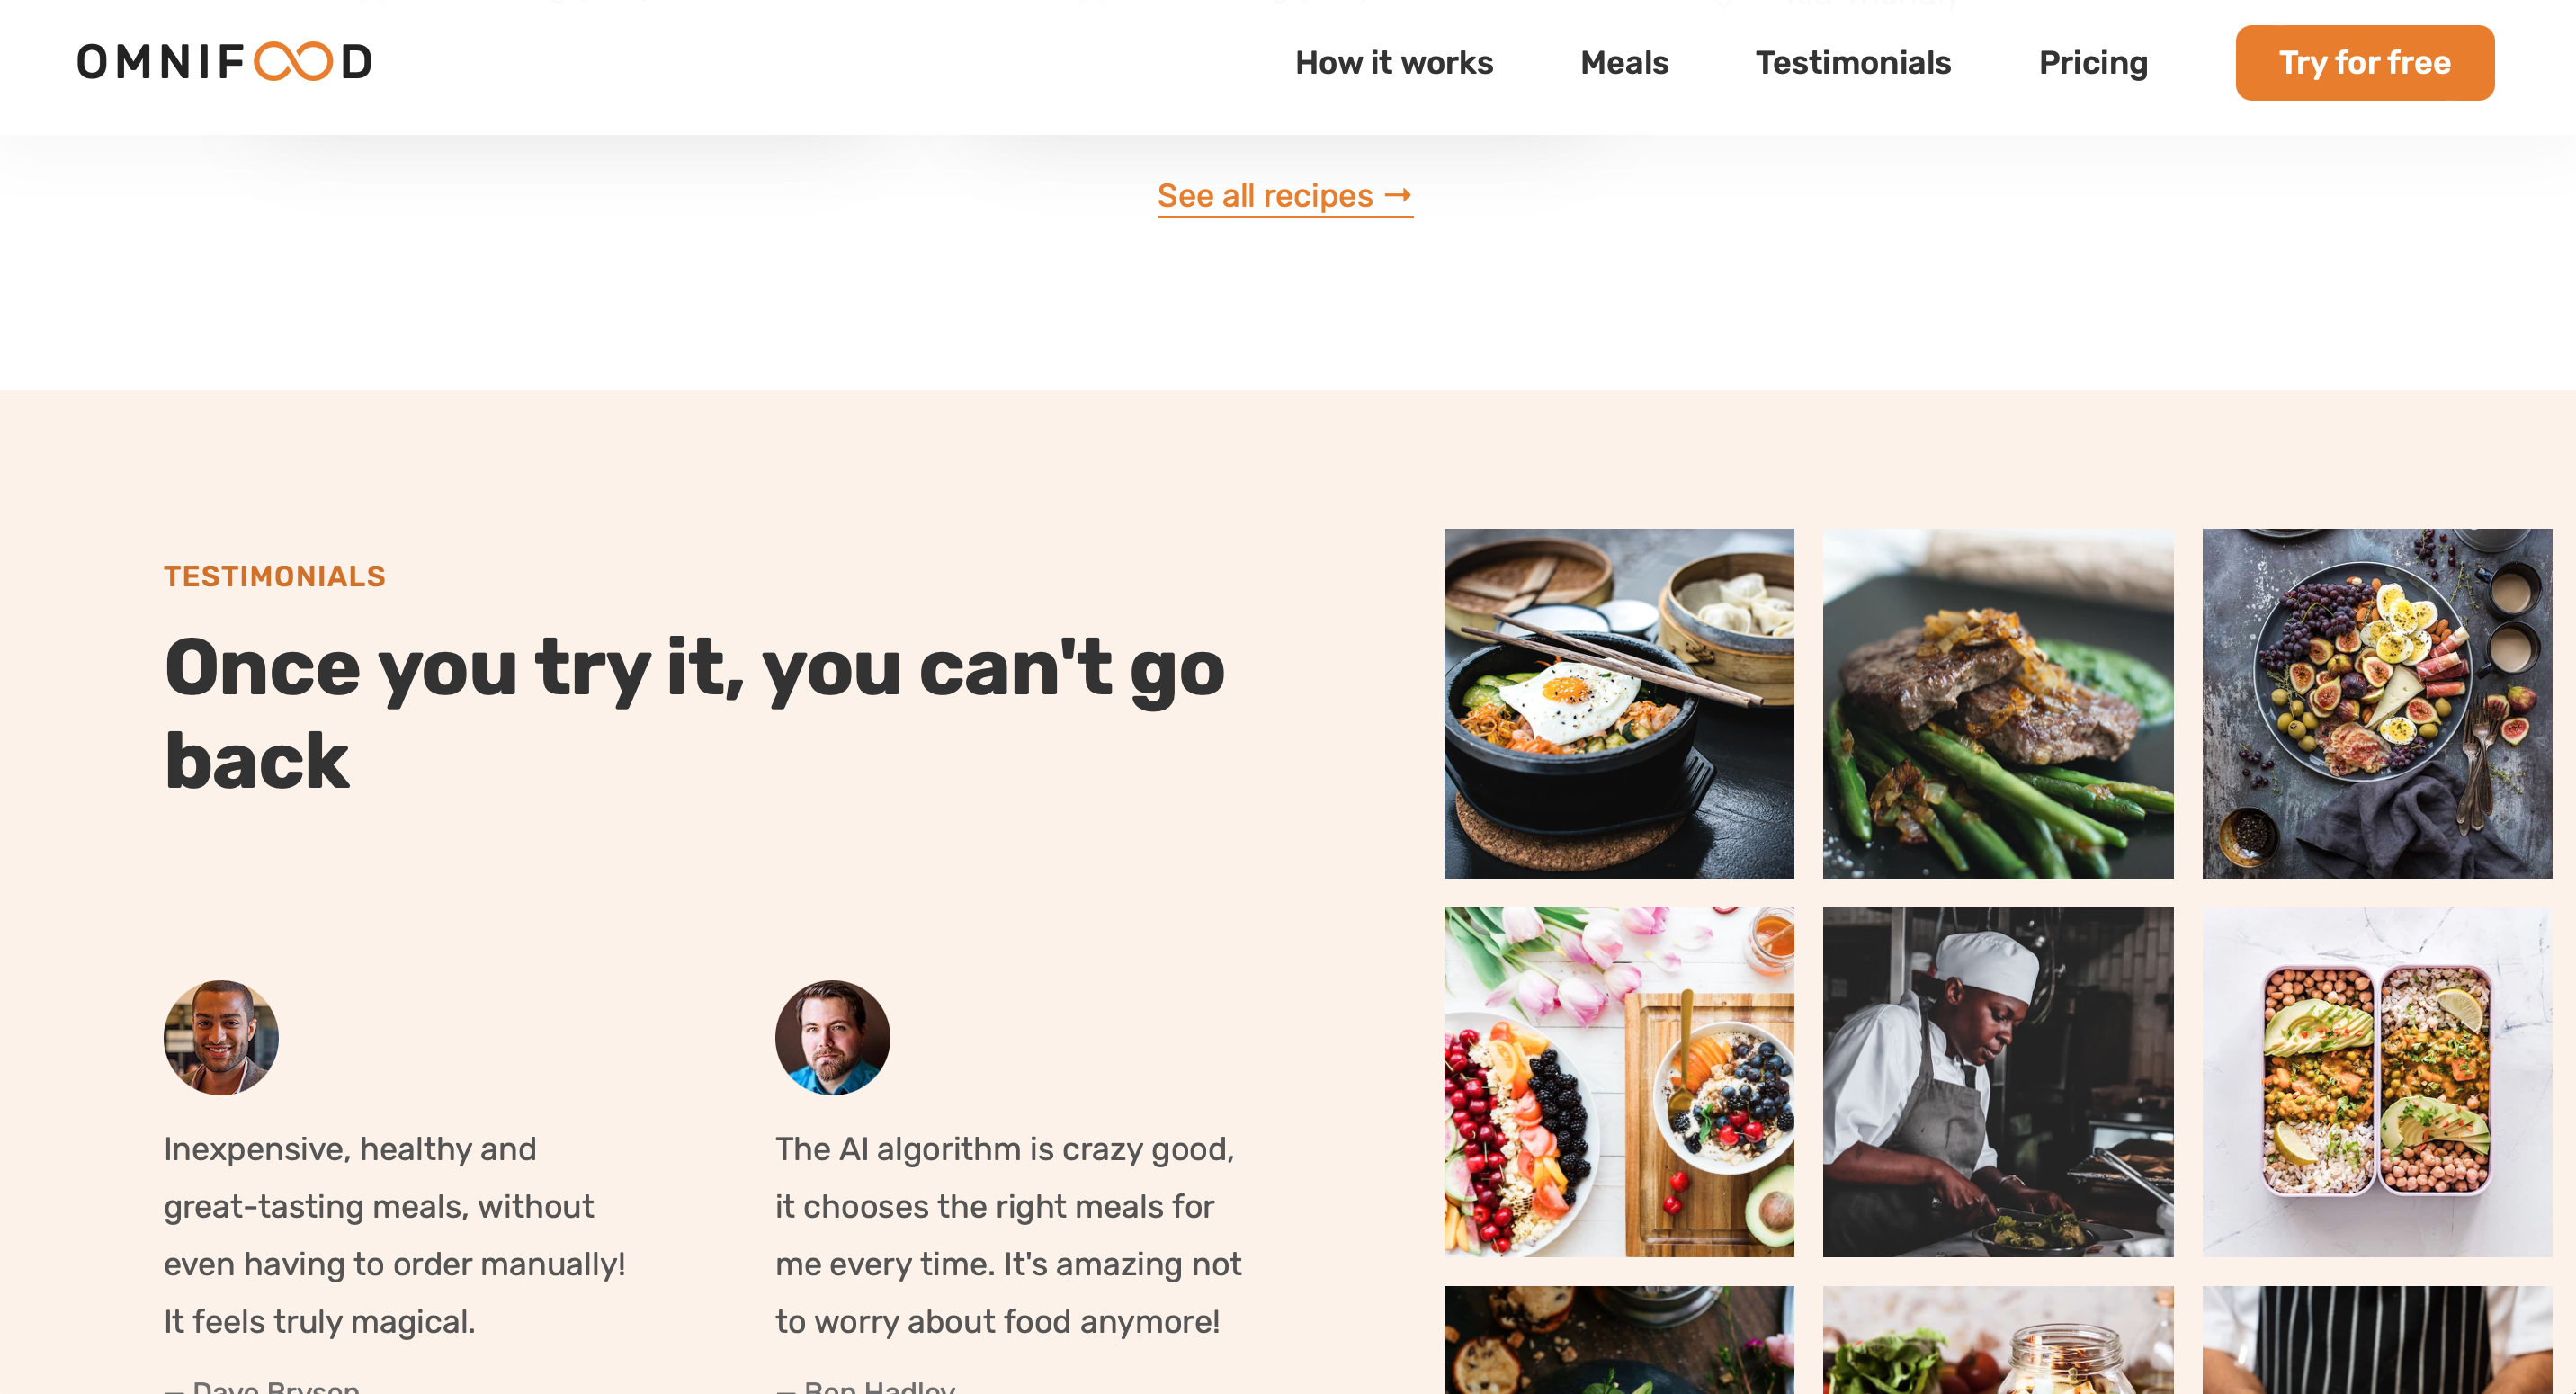 OMNIFOOD
How it works
Meals
Testimonials
Pricing
Try for free
See all recipes →
TESTIMONIALS
Once you try it, you can't go
back
Inexpensive, healthy and
great-tasting meals, without
even having to order manually!
It feels truly magical.
— Dave Bryson
The AI algorithm is crazy good,
it chooses the right meals for
me every time. It's amazing not
to worry about food anymore!
— Ben Hadley